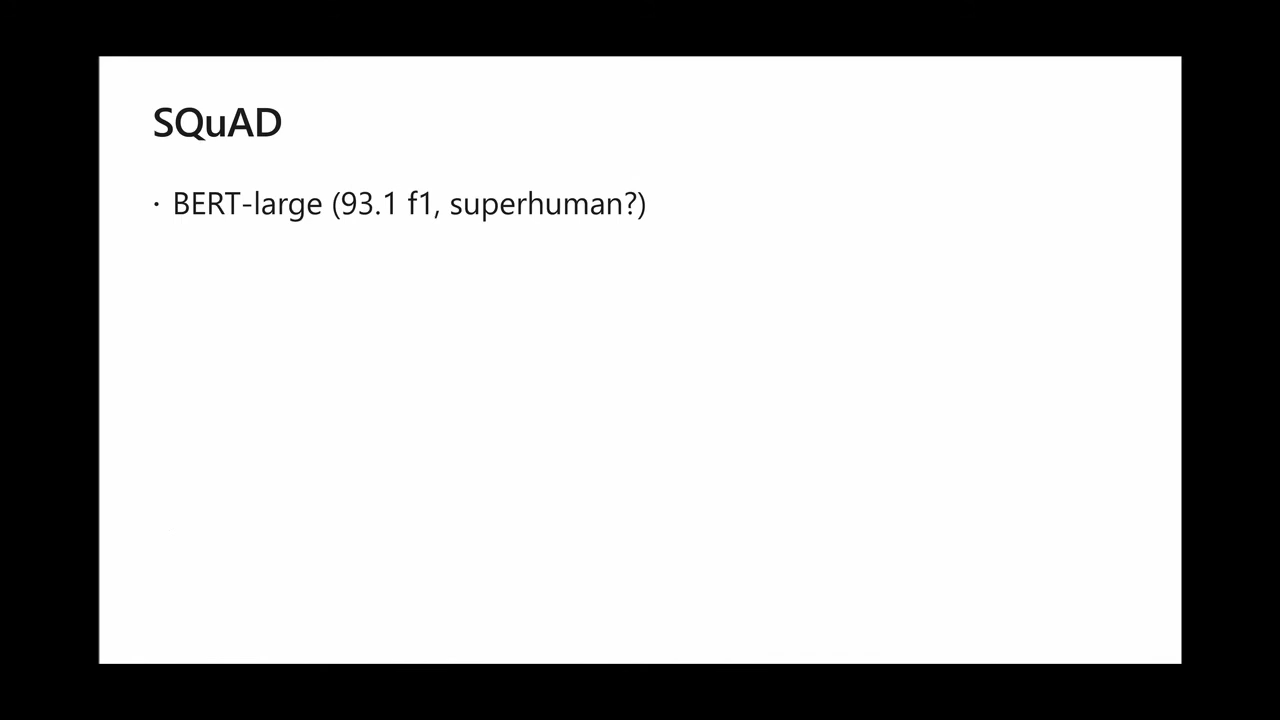 SQuAD
· BERT-large (93.1 f1, superhuman?)